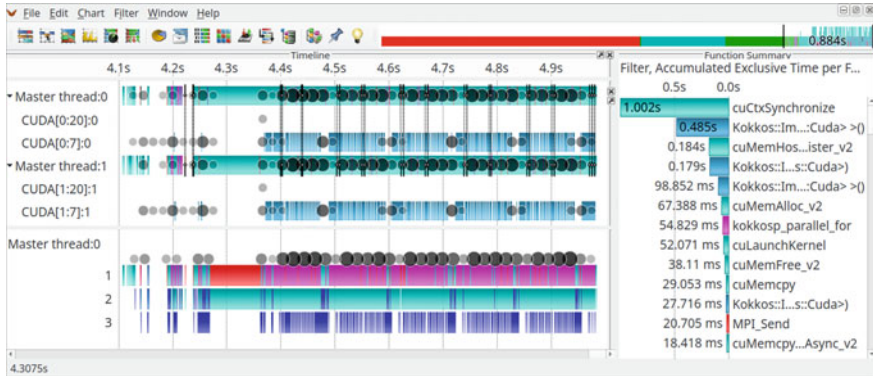 File Edit Chart Filter Window Help
0.884s
Timeline
4.1s 4.2s 4.3s 4.4s 4.5s 4.6s 4.7s 4.8s 4.9s
Master thread:0
CUDA[0:20]:0
CUDA[0:7]:0
Master thread:1
CUDA[1:20]:1
CUDA[1:7]:1
Master thread:0
1
2
3
4.3075s
Function Summary
Filter, Accumulated Exclusive Time per F...
0.5s 0.0s
1.002s cuCtxSynchronize
0.485s Kokkos::Im...:Cuda> >()
0.184s cuMemHos...ister_v2
0.179s Kokkos::I...s::Cuda>)
98.852 ms Kokkos::Im...:Cuda> >()
67.388 ms cuMemAlloc_v2
54.829 ms kokkosp_parallel_for
52.071 ms cuLaunchKernel
38.11 ms cuMemFree_v2
29.053 ms cuMemcpy
27.716 ms Kokkos::I...s::Cuda>)
20.705 ms MPI_Send
18.418 ms cuMemcpy...Async_v2